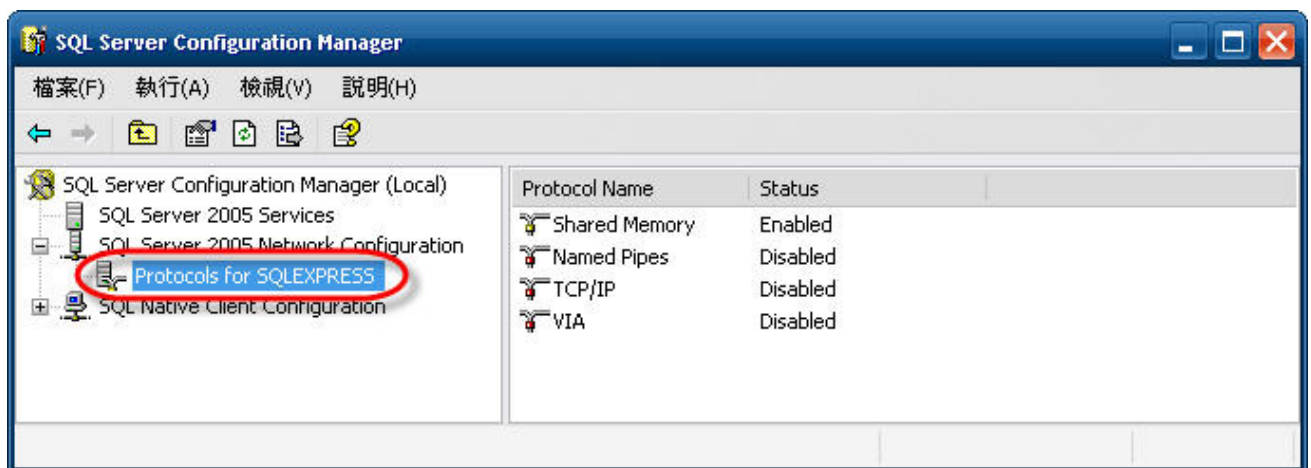 SQL Server Configuration Manager
檔案(F) 執行(A) 檢視(V) 說明(H)
SQL Server Configuration Manager (Local)
SQL Server 2005 Services
SQL Server 2005 Network Configuration
Protocols for SQLEXPRESS
SQL Native Client Configuration
Protocol Name Status
Shared Memory Enabled
Named Pipes Disabled
TCP/IP Disabled
VIA Disabled